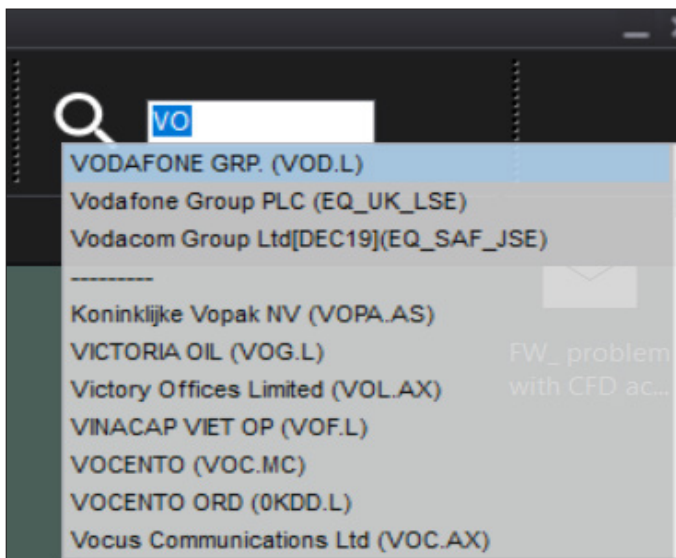 VO
VODAFONE GRP. (VOD.L)
Vodafone Group PLC (EQ_UK_LSE)
Vodacom Group Ltd[DEC19](EQ_SAF_JSE)
---------
Koninklijke Vopak NV (VOPA.AS)
VICTORIA OIL (VOG.L)
FW_ problem
Victory Offices Limited (VOL.AX)
with CFD ac...
VINACAP VIET OP (VOF.L)
VOCENTO (VOC.MC)
VOCENTO ORD (0KDD.L)
Vocus Communications Ltd (VOC.AX)